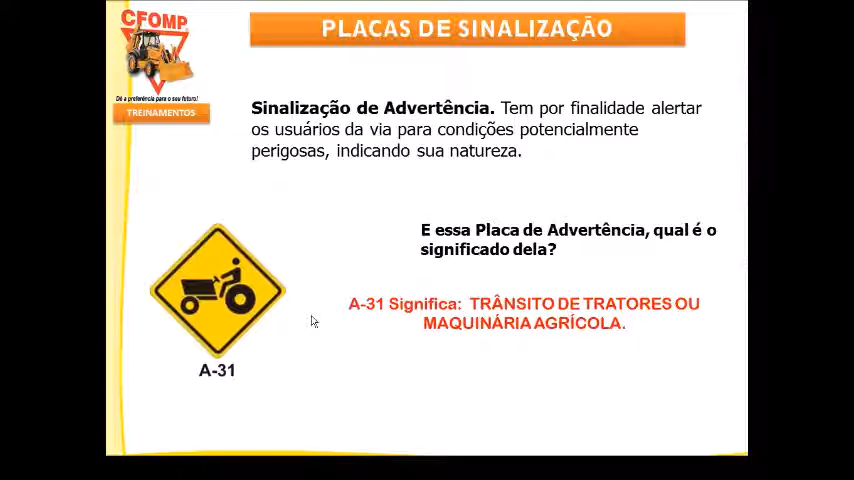 CFOMP
Dê a preferência para o seu futuro!
TREINAMENTOS
PLACAS DE SINALIZAÇÃO
Sinalização de Advertência. Tem por finalidade alertar
os usuários da via para condições potencialmente
perigosas, indicando sua natureza.
E essa Placa de Advertência, qual é o
significado dela?
A-31 Significa: TRÂNSITO DE TRATORES OU
MAQUINÁRIA AGRÍCOLA.
A-31